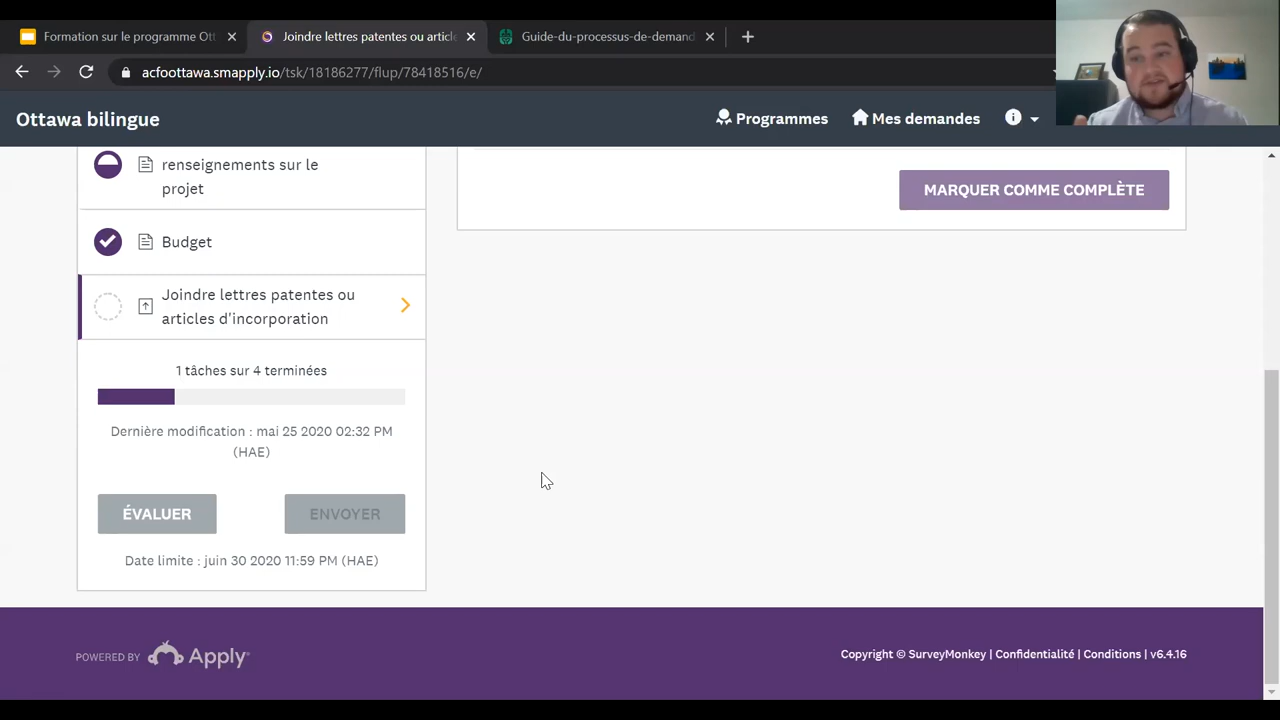 Formation sur le programme Ott
Joindre lettres patentes ou article
Guide-du-processus-de-demand
acfoottawa.smapply.io/tsk/18186277/flup/78418516/e/
Ottawa bilingue
Programmes
Mes demandes
renseignements sur le
projet
MARQUER COMME COMPLÈTE
Budget
Joindre lettres patentes ou
articles d'incorporation
1 tâches sur 4 terminées
Dernière modification : mai 25 2020 02:32 PM
(HAE)
ÉVALUER
ENVOYER
Date limite : juin 30 2020 11:59 PM (HAE)
POWERED BY Apply
Copyright © SurveyMonkey | Confidentialité | Conditions | v6.4.16